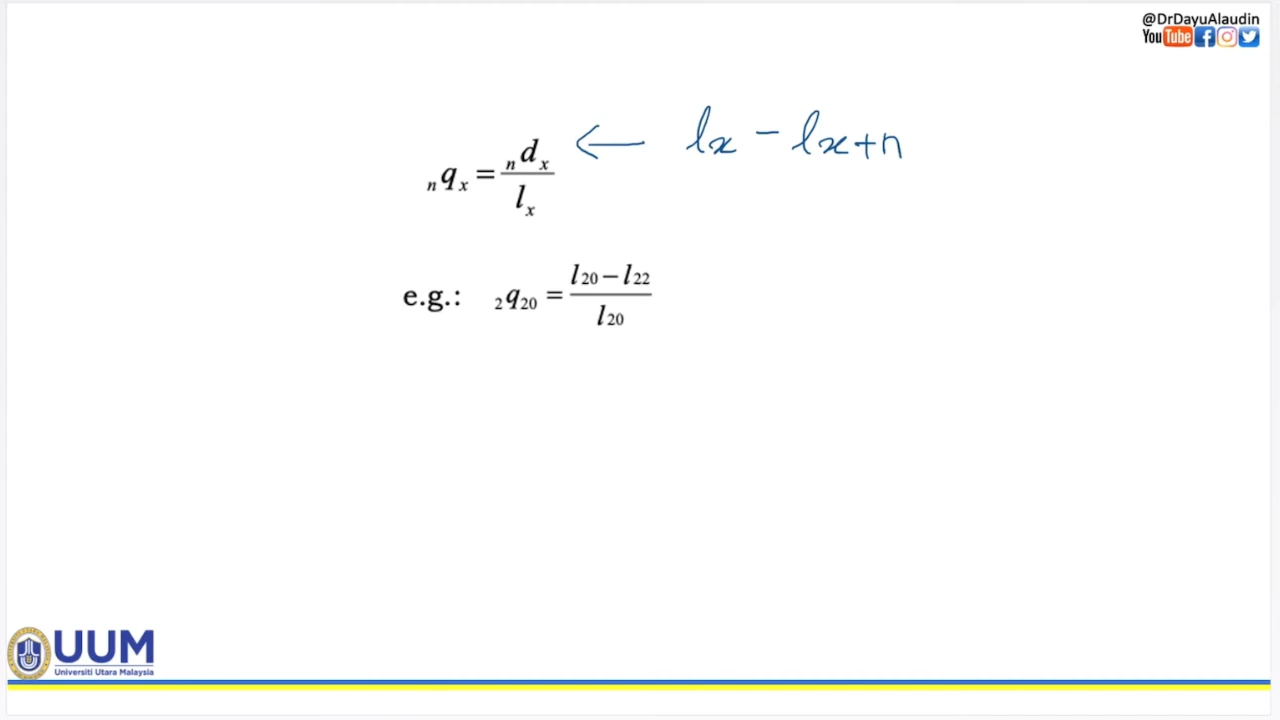 @DrDayuAlaudin
YouTube
ₙqₓ = ₙdₓ / lₓ ← lx - lx+n
e.g.: ₂q₂₀ = l₂₀ − l₂₂ / l₂₀
UUM
Universiti Utara Malaysia